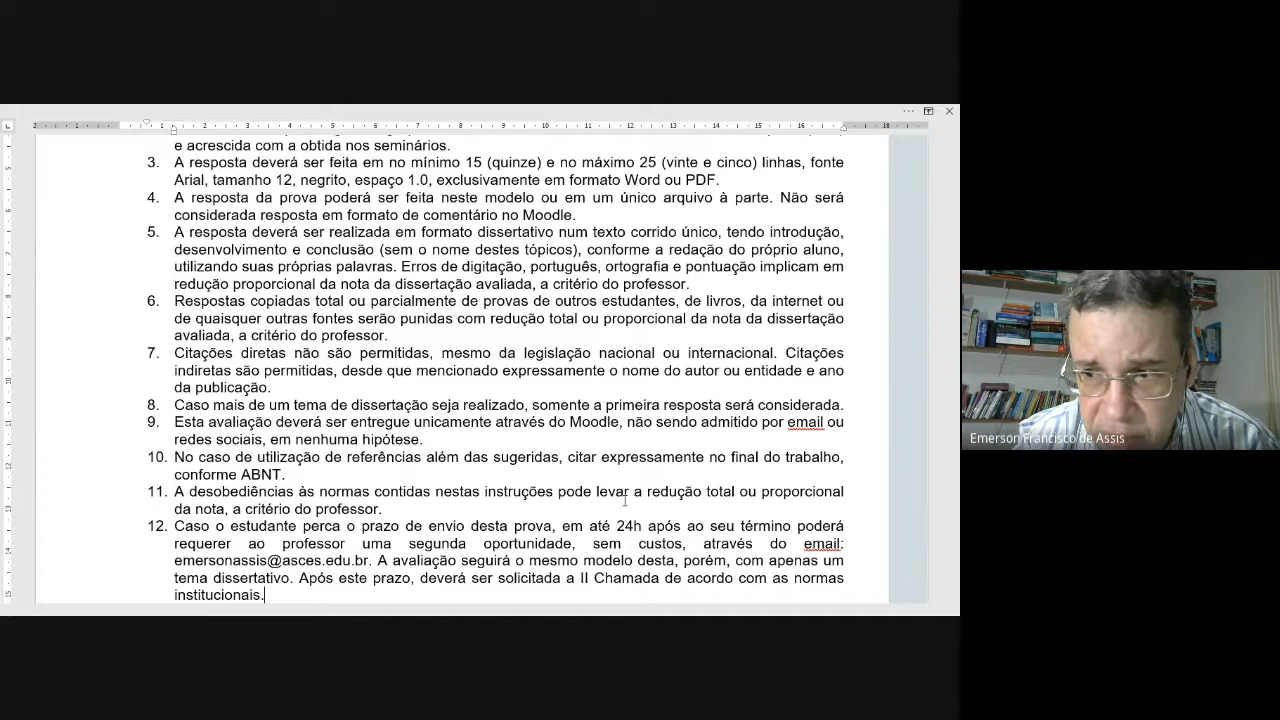 e acrescida com a obtida nos seminários.
3. A resposta deverá ser feita em no mínimo 15 (quinze) e no máximo 25 (vinte e cinco) linhas, fonte
Arial, tamanho 12, negrito, espaço 1.0, exclusivamente em formato Word ou PDF.
4. A resposta da prova poderá ser feita neste modelo ou em um único arquivo à parte. Não será
considerada resposta em formato de comentário no Moodle.
5. A resposta deverá ser realizada em formato dissertativo num texto corrido único, tendo introdução,
desenvolvimento e conclusão (sem o nome destes tópicos), conforme a redação do próprio aluno,
utilizando suas próprias palavras. Erros de digitação, português, ortografia e pontuação implicam em
redução proporcional da nota da dissertação avaliada, a critério do professor.
6. Respostas copiadas total ou parcialmente de provas de outros estudantes, de livros, da internet ou
de quaisquer outras fontes serão punidas com redução total ou proporcional da nota da dissertação
avaliada, a critério do professor.
7. Citações diretas não são permitidas, mesmo da legislação nacional ou internacional. Citações
indiretas são permitidas, desde que mencionado expressamente o nome do autor ou entidade e ano
da publicação.
8. Caso mais de um tema de dissertação seja realizado, somente a primeira resposta será considerada.
9. Esta avaliação deverá ser entregue unicamente através do Moodle, não sendo admitido por email ou
redes sociais, em nenhuma hipótese.
10. No caso de utilização de referências além das sugeridas, citar expressamente no final do trabalho,
conforme ABNT.
11. A desobediências às normas contidas nestas instruções pode levar a redução total ou proporcional
da nota, a critério do professor.
12. Caso o estudante perca o prazo de envio desta prova, em até 24h após ao seu término poderá
requerer ao professor uma segunda oportunidade, sem custos, através do email:
emersonassis@asces.edu.br. A avaliação seguirá o mesmo modelo desta, porém, com apenas um
tema dissertativo. Após este prazo, deverá ser solicitada a II Chamada de acordo com as normas
institucionais.
Emerson Francisco de Assis